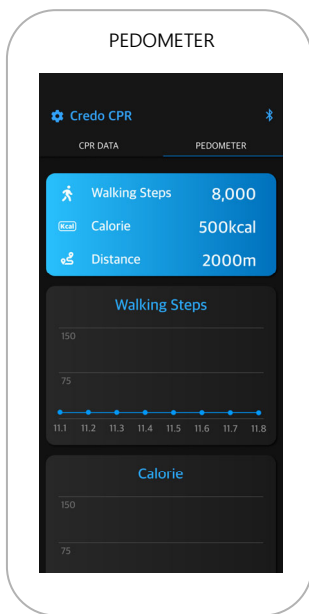 PEDOMETER
Credo CPR
CPR DATA PEDOMETER
Walking Steps 8,000
Kcal Calorie 500kcal
Distance 2000m
Walking Steps
150
75
11.1 11.2 11.3 11.4 11.5 11.6 11.7 11.8
Calorie
150
75